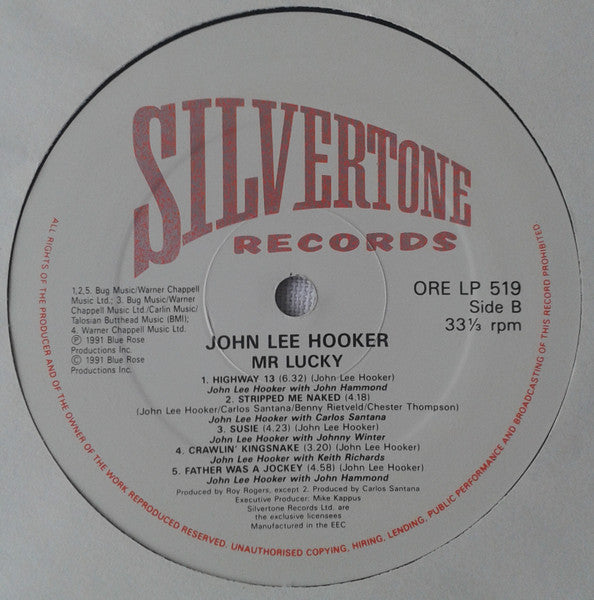 SILVERTONE
RECORDS
1,2,5. Bug Music/Warner Chappell
Music Ltd.; 3. Bug Music/Warner
Chappell Music Ltd /Carlin Music/
Talosian Butthead Music (BMI);
4. Warner Chappell Music Ltd.
Ⓟ 1991 Blue Rose
Productions Inc.
© 1991 Blue Rose
Productions Inc.
ORE LP 519
Side B
33⅓ rpm
JOHN LEE HOOKER
MR LUCKY
1. HIGHWAY 13 (6.32) (John Lee Hooker)
John Lee Hooker with John Hammond
2. STRIPPED ME NAKED (4.18)
(John Lee Hooker/Carlos Santana/Benny Rietveld/Chester Thompson)
John Lee Hooker with Carlos Santana
3. SUSIE (4.23) (John Lee Hooker)
John Lee Hooker with Johnny Winter
4. CRAWLIN' KINGSNAKE (3.20) (John Lee Hooker)
John Lee Hooker with Keith Richards
5. FATHER WAS A JOCKEY (4.58) (John Lee Hooker)
John Lee Hooker with John Hammond
Produced by Roy Rogers, except 2. Produced by Carlos Santana
Executive Producer: Mike Kappus
Silvertone Records Ltd. are
the exclusive licensees
Manufactured in the EEC
ALL RIGHTS OF THE PRODUCER AND OF THE OWNER OF THE WORK REPRODUCED RESERVED. UNAUTHORISED COPYING, HIRING, LENDING, PUBLIC PERFORMANCE AND BROADCASTING OF THIS RECORD PROHIBITED